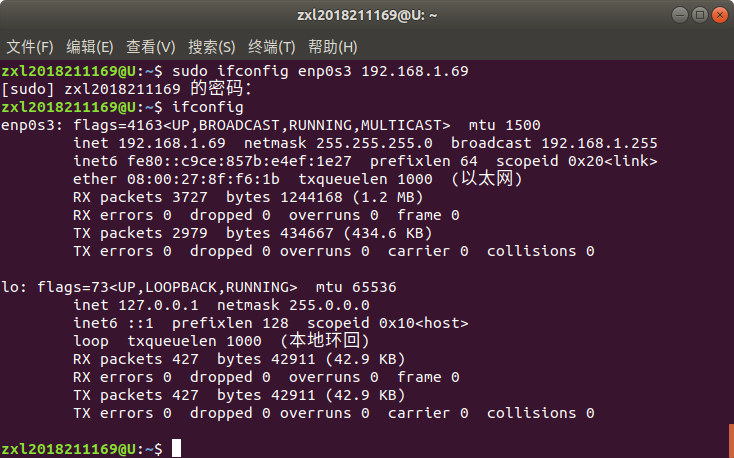 zxl2018211169@U: ~
文件(F) 编辑(E) 查看(V) 搜索(S) 终端(T) 帮助(H)
zxl2018211169@U:~$ sudo ifconfig enp0s3 192.168.1.69
[sudo] zxl2018211169 的密码：
zxl2018211169@U:~$ ifconfig
enp0s3: flags=4163<UP,BROADCAST,RUNNING,MULTICAST>  mtu 1500
        inet 192.168.1.69  netmask 255.255.255.0  broadcast 192.168.1.255
        inet6 fe80::c9ce:857b:e4ef:1e27  prefixlen 64  scopeid 0x20<link>
        ether 08:00:27:8f:f6:1b  txqueuelen 1000  (以太网)
        RX packets 3727  bytes 1244168 (1.2 MB)
        RX errors 0  dropped 0  overruns 0  frame 0
        TX packets 2979  bytes 434667 (434.6 KB)
        TX errors 0  dropped 0 overruns 0  carrier 0  collisions 0

lo: flags=73<UP,LOOPBACK,RUNNING>  mtu 65536
        inet 127.0.0.1  netmask 255.0.0.0
        inet6 ::1  prefixlen 128  scopeid 0x10<host>
        loop  txqueuelen 1000  (本地环回)
        RX packets 427  bytes 42911 (42.9 KB)
        RX errors 0  dropped 0  overruns 0  frame 0
        TX packets 427  bytes 42911 (42.9 KB)
        TX errors 0  dropped 0 overruns 0  carrier 0  collisions 0

zxl2018211169@U:~$